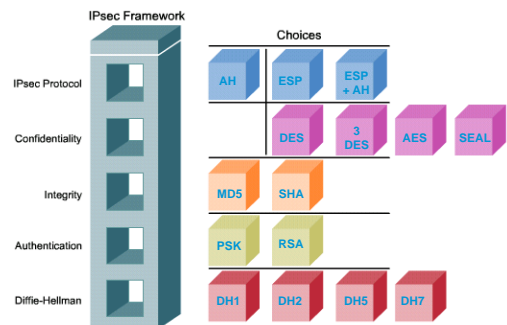 IPsec Framework
Choices
IPsec Protocol
AH
ESP
ESP
+ AH
Confidentiality
DES
3
DES
AES
SEAL
Integrity
MD5
SHA
Authentication
PSK
RSA
Diffie-Hellman
DH1
DH2
DH5
DH7